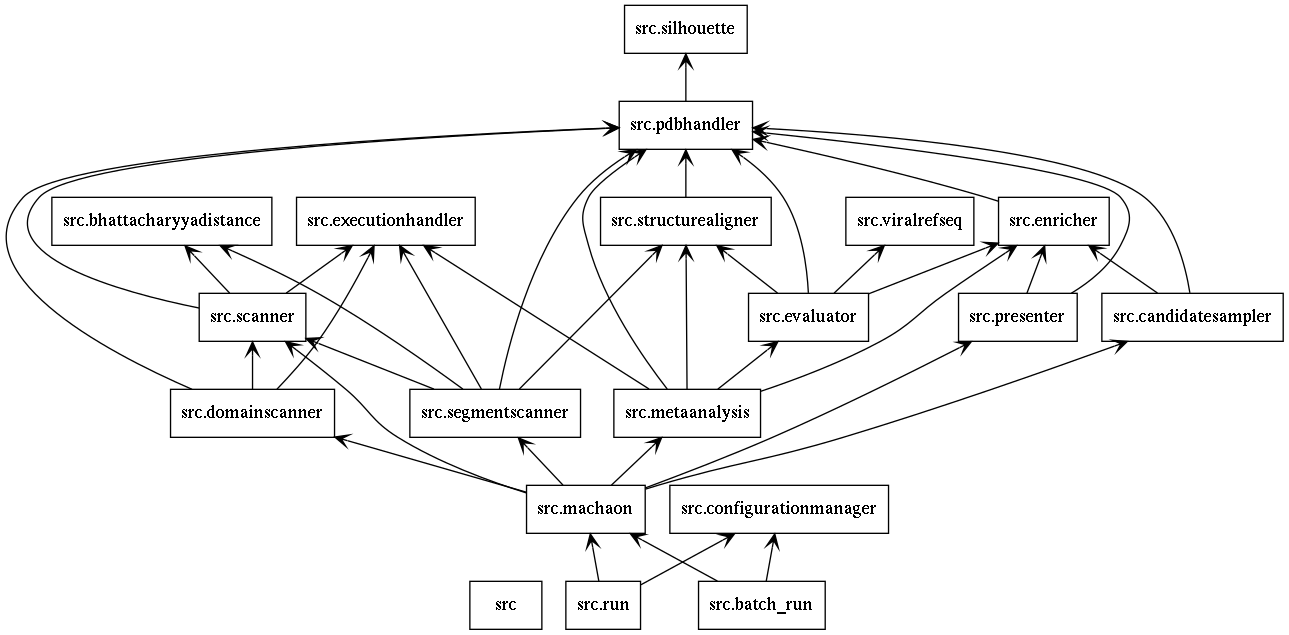 src.silhouette
src.pdbhandler
src.bhattacharyyadistance
src.executionhandler
src.structurealigner
src.viralrefseq
src.enricher
src.scanner
src.evaluator
src.presenter
src.candidatesampler
src.domainscanner
src.segmentscanner
src.metaanalysis
src.machaon
src.configurationmanager
src
src.run
src.batch_run